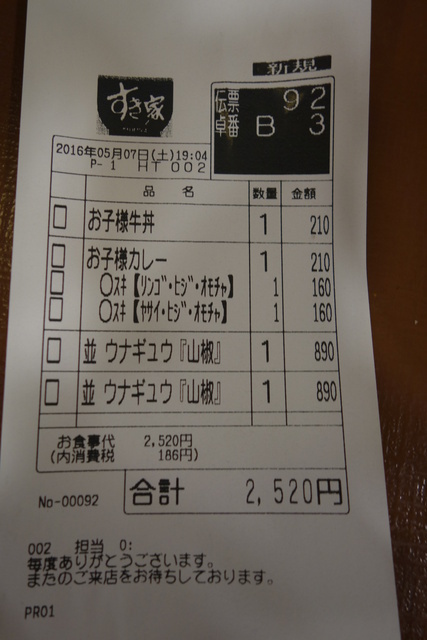 新規
すき家
SUKIYA
伝票 92
卓番 B 3
2016年05月07日(土)19:04
P- 1 HT 002
品 名 数量 金額
お子様牛丼 1 210
お子様カレー 1 210
〇スキ【リンゴ・ヒジ・オモチャ】 1 160
〇スキ【ヤサイ・ヒジ・オモチャ】 1 160
並 ウナギュウ『山椒』 1 890
並 ウナギュウ『山椒』 1 890
お食事代 2,520円
(内消費税 186円)
No-00092 合計 2,520円
002 担当 0:
毎度ありがとうございます。
またのご来店をお待ちしております。
PR01